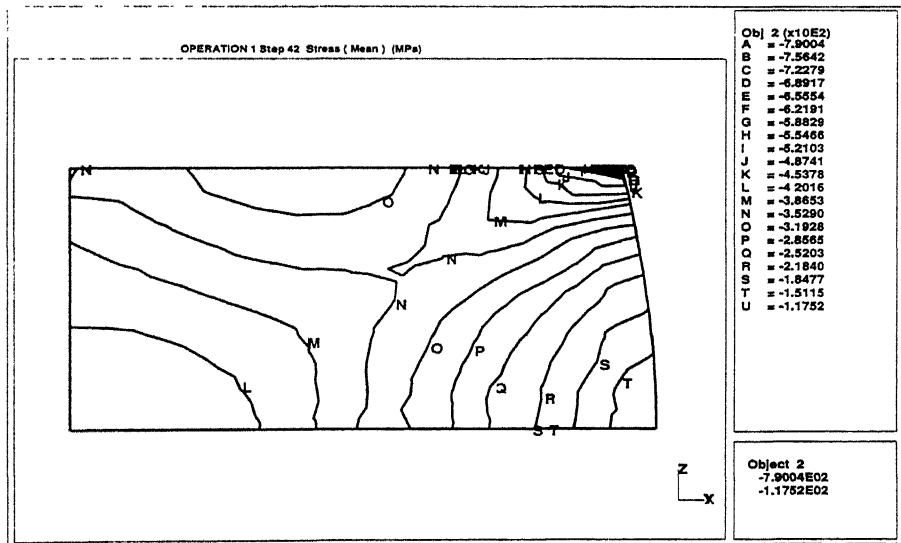 OPERATION 1 Step 42 Stress ( Mean ) (MPa)
Obj 2 (x10E2)
A = -7.9004
B = -7.5642
C = -7.2279
D = -6.8917
E = -6.5554
F = -6.2191
G = -5.8829
H = -5.5466
I = -5.2103
J = -4.8741
K = -4.5378
L = -4.2016
M = -3.8653
N = -3.5290
O = -3.1928
P = -2.8565
Q = -2.5203
R = -2.1840
S = -1.8477
T = -1.5115
U = -1.1752
N
N
O
M
N
N
M
O
P
L
Q
R
S
T
S T
K
Z
X
Object 2
-7.9004E02
-1.1752E02